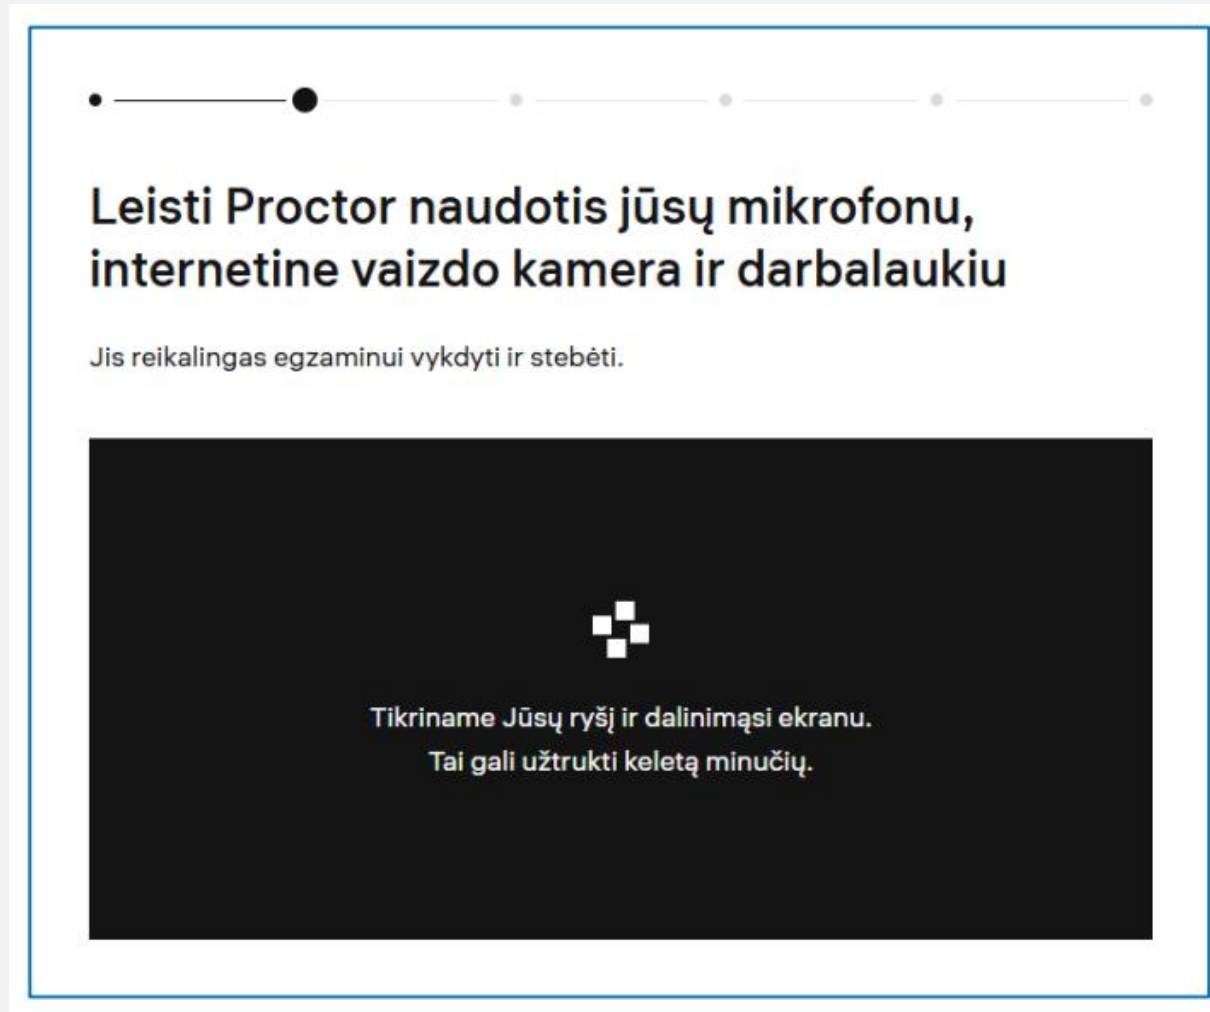 Leisti Proctor naudotis jūsų mikrofonu,
internetine vaizdo kamera ir darbalaukiu
Jis reikalingas egzaminui vykdyti ir stebėti.
Tikriname Jūsų ryšį ir dalinimąsi ekranu.
Tai gali užtrukti keletą minučių.